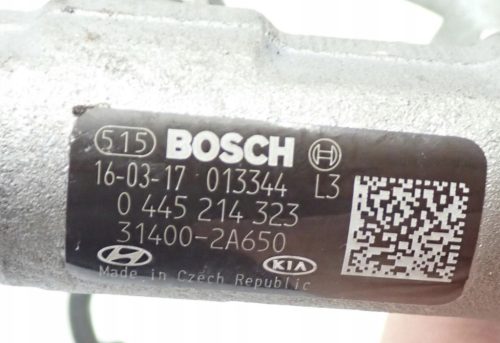 515 BOSCH
16-03-17 013344 L3
0 445 214 323
31400-2A650
KIA
Made in Czech Republic